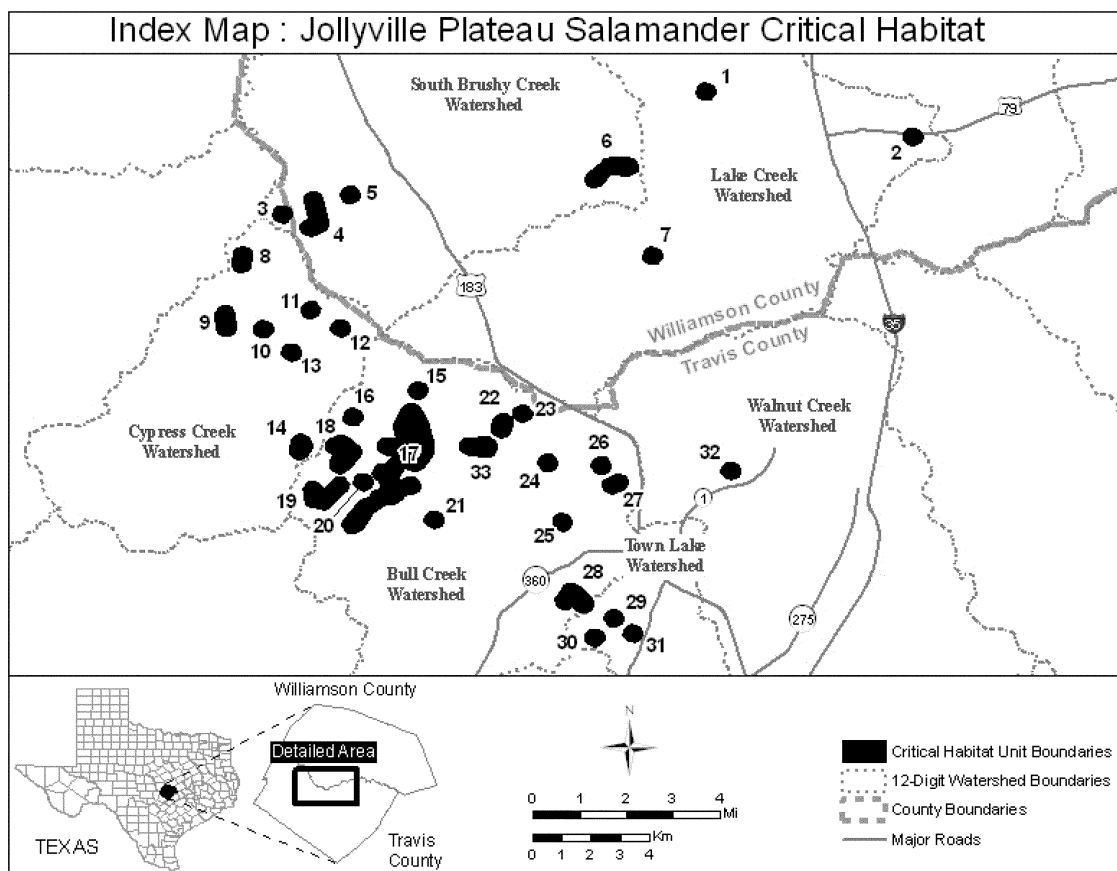 Index Map : Jollyville Plateau Salamander Critical Habitat
South Brushy Creek
Watershed
1
79
2
6
Lake Creek
Watershed
5
3
4
7
8
183
Williamson County
Travis County
35
11
9
10
12
13
15
16
22
23
Walnut Creek
Watershed
14
18
Cypress Creek
Watershed
17
33
24
26
27
32
1
19
20
21
25
Town Lake
Watershed
Bull Creek
Watershed
360
28
29
275
30
31
Williamson County
Detailed Area
TEXAS
Travis
County
N
0 1 2 3 4
Mi
Km
0 1 2 3 4
Critical Habitat Unit Boundaries
12-Digit Watershed Boundaries
County Boundaries
Major Roads